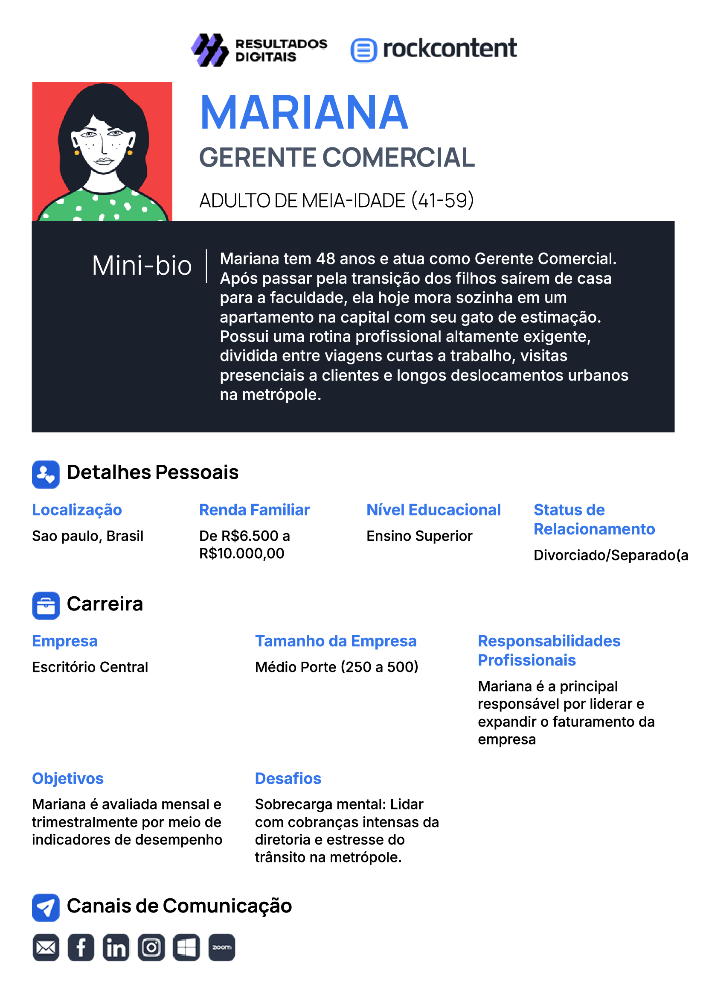 RESULTADOS
DIGITAIS
rockcontent
MARIANA
GERENTE COMERCIAL
ADULTO DE MEIA-IDADE (41-59)
Mini-bio
Mariana tem 48 anos e atua como Gerente Comercial.
Após passar pela transição dos filhos saírem de casa
para a faculdade, ela hoje mora sozinha em um
apartamento na capital com seu gato de estimação.
Possui uma rotina profissional altamente exigente,
dividida entre viagens curtas a trabalho, visitas
presenciais a clientes e longos deslocamentos urbanos
na metrópole.
Detalhes Pessoais
Localização
Sao paulo, Brasil
Renda Familiar
De R$6.500 a
R$10.000,00
Nível Educacional
Ensino Superior
Status de
Relacionamento
Divorciado/Separado(a
Carreira
Empresa
Escritório Central
Tamanho da Empresa
Médio Porte (250 a 500)
Responsabilidades
Profissionais
Mariana é a principal
responsável por liderar e
expandir o faturamento da
empresa
Objetivos
Mariana é avaliada mensal e
trimestralmente por meio de
indicadores de desempenho
Desafios
Sobrecarga mental: Lidar
com cobranças intensas da
diretoria e estresse do
trânsito na metrópole.
Canais de Comunicação
f
in
zoom